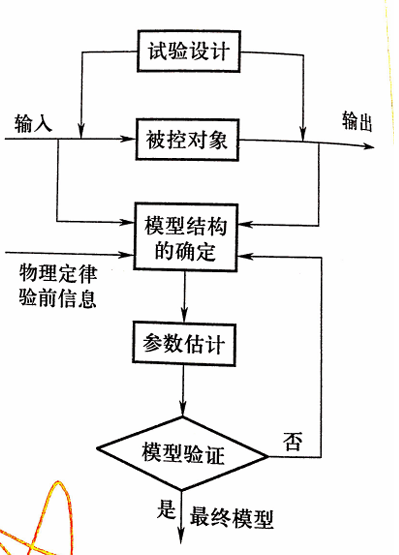 试验设计
输入
被控对象
输出
模型结构
的确定
物理定律
验前信息
参数估计
模型验证
否
是
最终模型